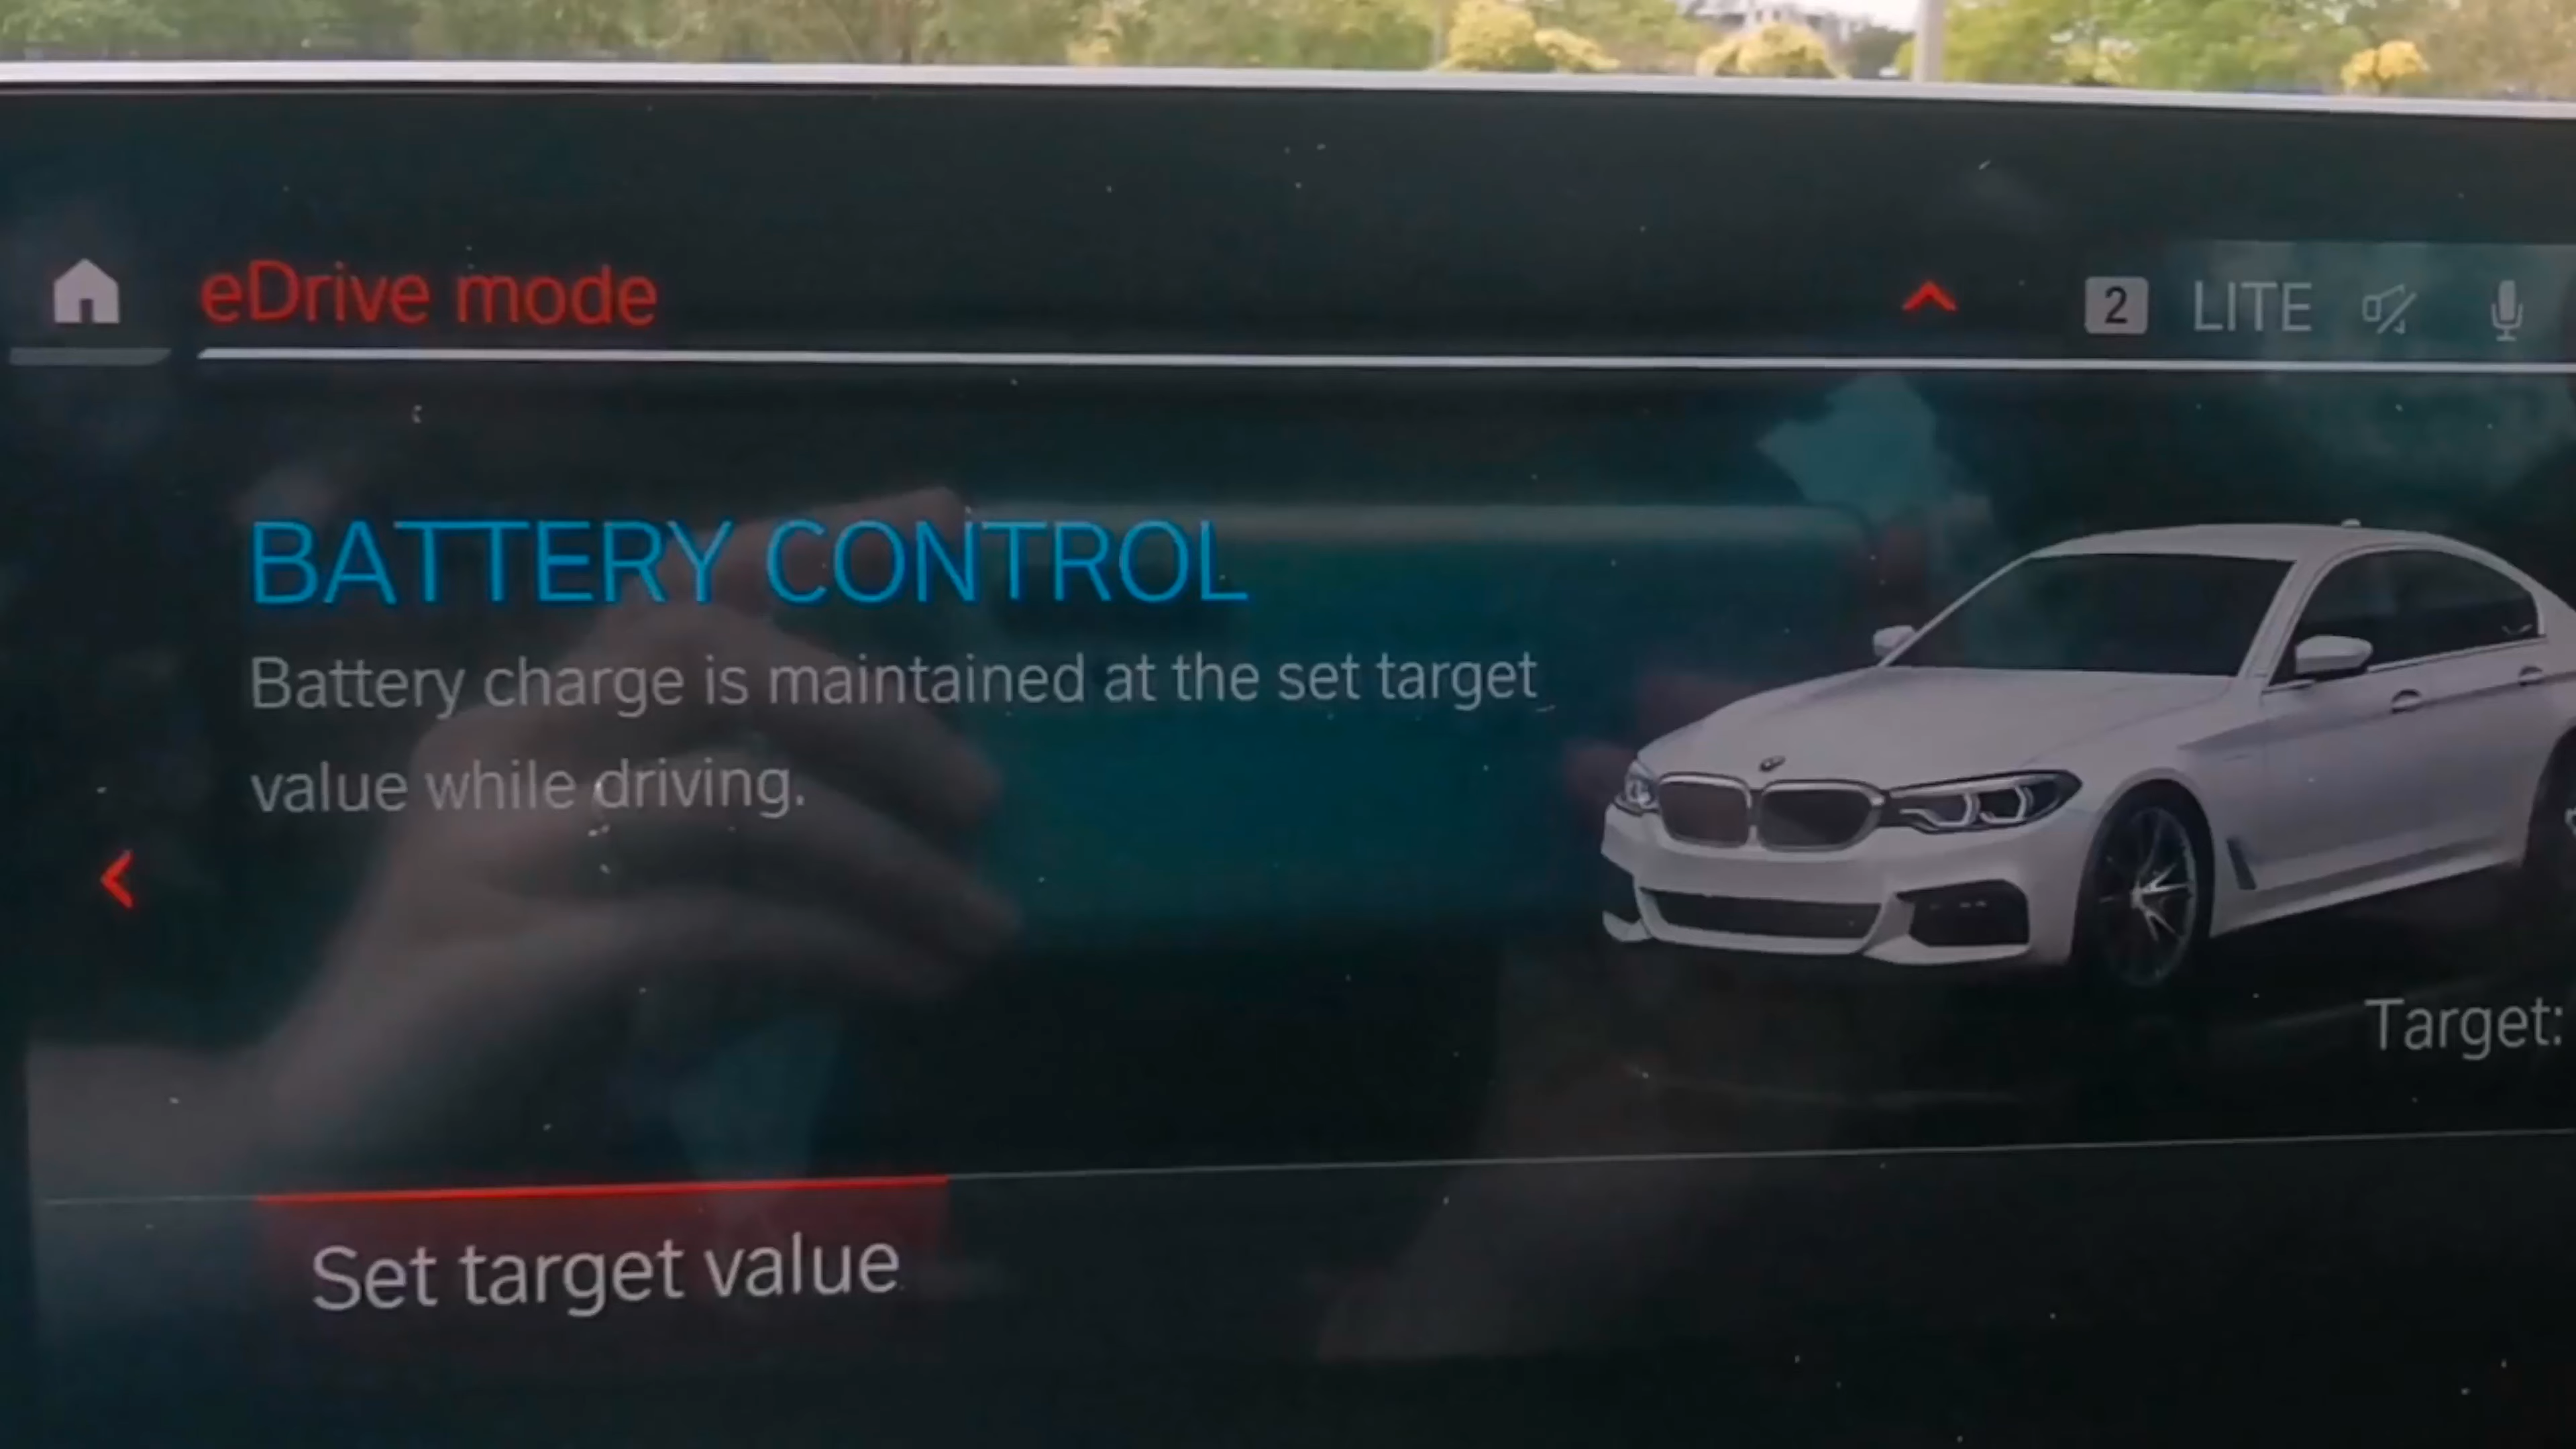 eDrive mode
2 LITE
BATTERY CONTROL
Battery charge is maintained at the set target
value while driving.
Target:
Set target value